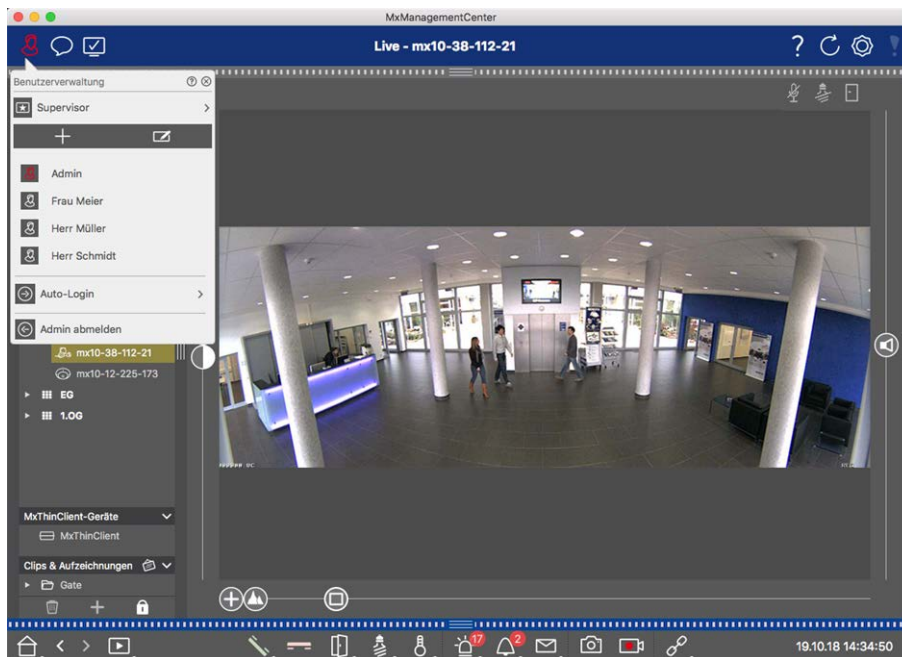 MxManagementCenter
Live - mx10-38-112-21
Benutzerverwaltung
Supervisor
Admin
Frau Meier
Herr Müller
Herr Schmidt
Auto-Login
Admin abmelden
mx10-38-112-21
mx10-12-225-173
EG
1.OG
MxThinClient-Geräte
MxThinClient
Clips & Aufzeichnungen
Gate
17
2
19.10.18 14:34:50